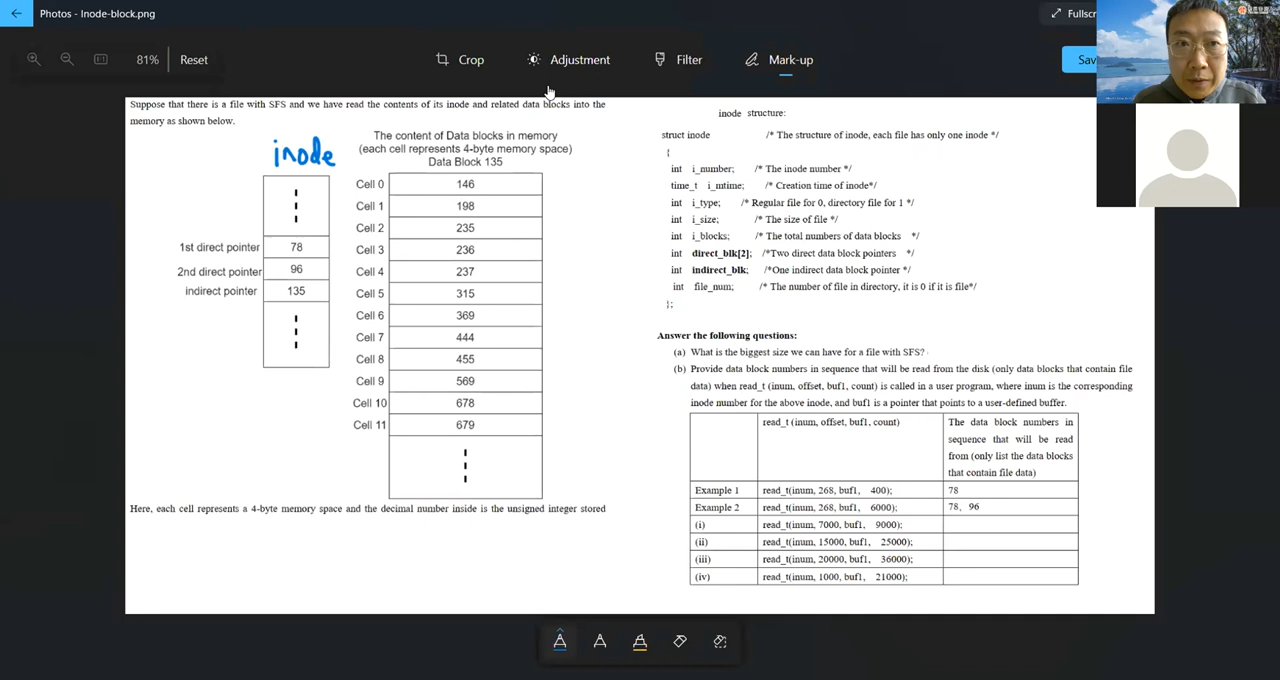 Photos - Inode-block.png
Fullscr
81%
Reset
Crop
Adjustment
Filter
Mark-up
Sav
Suppose that there is a file with SFS and we have read the contents of its inode and related data blocks into the
memory as shown below.
inode
The content of Data blocks in memory
(each cell represents 4-byte memory space)
Data Block 135
1st direct pointer 78
2nd direct pointer 96
indirect pointer 135
Cell 0 146
Cell 1 198
Cell 2 235
Cell 3 236
Cell 4 237
Cell 5 315
Cell 6 369
Cell 7 444
Cell 8 455
Cell 9 569
Cell 10 678
Cell 11 679
Here, each cell represents a 4-byte memory space and the decimal number inside is the unsigned integer stored
inode structure:
struct inode /* The structure of inode, each file has only one inode */
{
int i_number; /* The inode number */
time_t i_mtime; /* Creation time of inode*/
int i_type; /* Regular file for 0, directory file for 1 */
int i_size; /* The size of file */
int i_blocks; /* The total numbers of data blocks */
int direct_blk[2]; /*Two direct data block pointers */
int indirect_blk; /*One indirect data block pointer */
int file_num; /* The number of file in directory, it is 0 if it is file*/
};
Answer the following questions:
(a) What is the biggest size we can have for a file with SFS?
(b) Provide data block numbers in sequence that will be read from the disk (only data blocks that contain file
data) when read_t (inum, offset, buf1, count) is called in a user program, where inum is the corresponding
inode number for the above inode, and buf1 is a pointer that points to a user-defined buffer.
read_t (inum, offset, buf1, count)
The data block numbers in
sequence that will be read
from (only list the data blocks
that contain file data)
Example 1 read_t(inum, 268, buf1, 400); 78
Example 2 read_t(inum, 268, buf1, 6000); 78, 96
(i) read_t(inum, 7000, buf1, 9000);
(ii) read_t(inum, 15000, buf1, 25000);
(iii) read_t(inum, 20000, buf1, 36000);
(iv) read_t(inum, 1000, buf1, 21000);